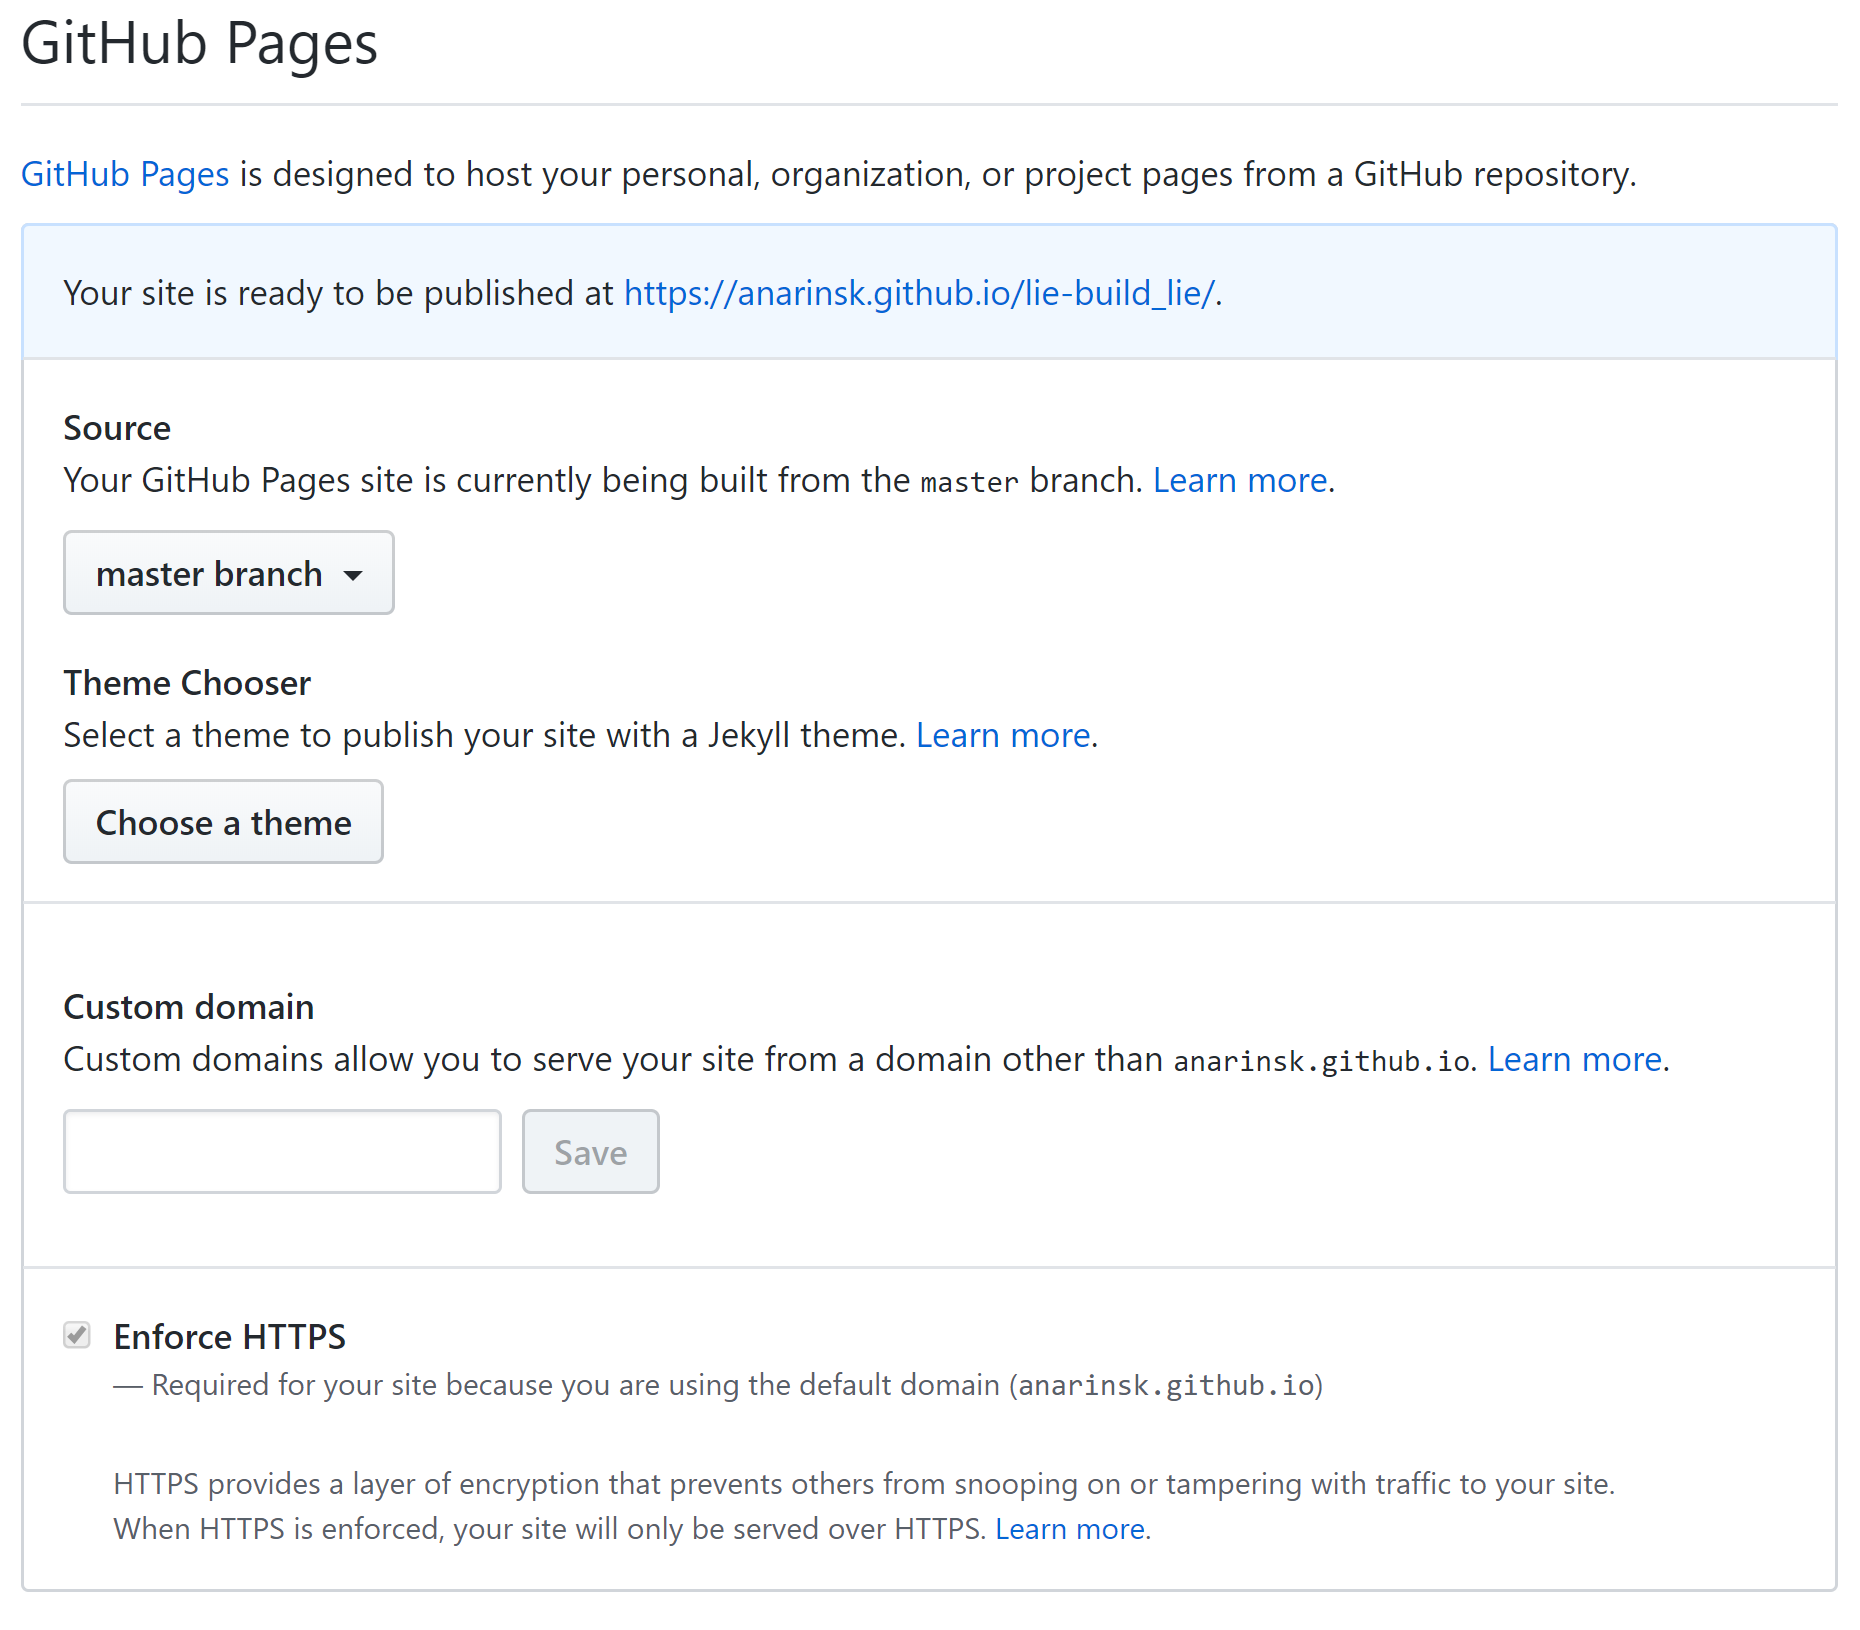 GitHub Pages
GitHub Pages is designed to host your personal, organization, or project pages from a GitHub repository.
Your site is ready to be published at https://anarinsk.github.io/lie-build_lie/.
Source
Your GitHub Pages site is currently being built from the master branch. Learn more.
master branch
Theme Chooser
Select a theme to publish your site with a Jekyll theme. Learn more.
Choose a theme
Custom domain
Custom domains allow you to serve your site from a domain other than anarinsk.github.io. Learn more.
Save
Enforce HTTPS
— Required for your site because you are using the default domain (anarinsk.github.io)
HTTPS provides a layer of encryption that prevents others from snooping on or tampering with traffic to your site.
When HTTPS is enforced, your site will only be served over HTTPS. Learn more.